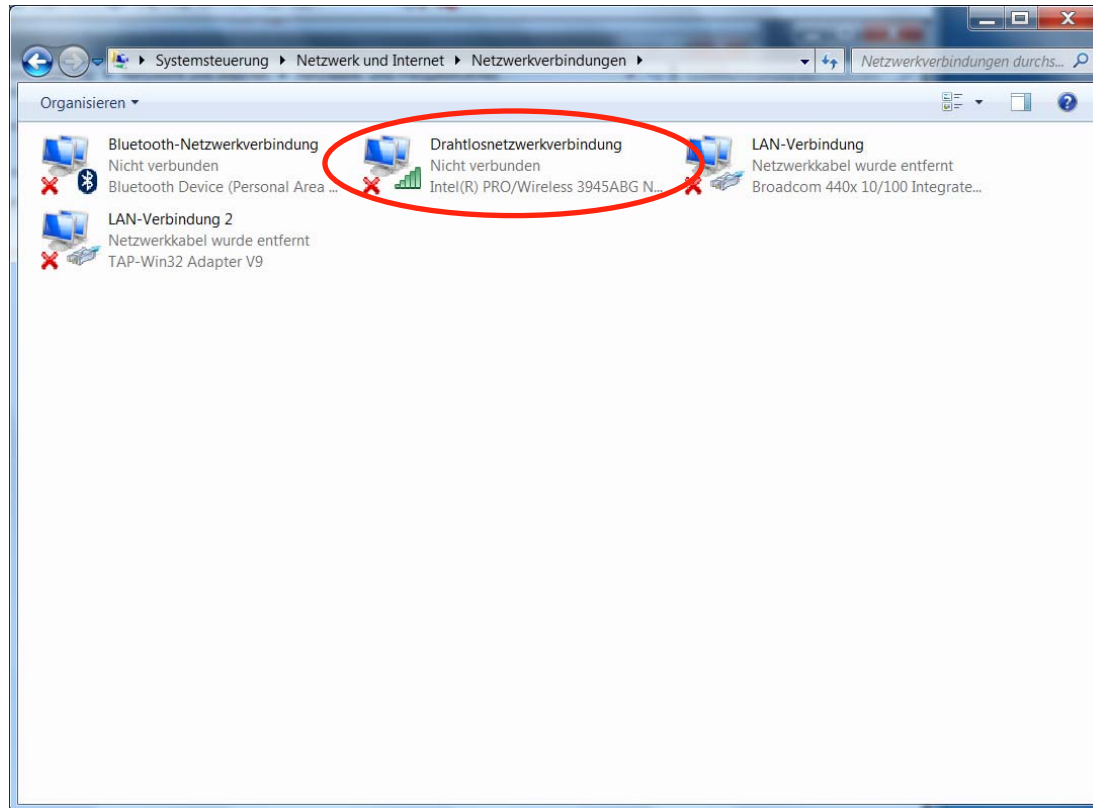 Systemsteuerung ▸ Netzwerk und Internet ▸ Netzwerkverbindungen ▸
Netzwerkverbindungen durchs...
Organisieren
Bluetooth-Netzwerkverbindung
Nicht verbunden
Bluetooth Device (Personal Area ...
Drahtlosnetzwerkverbindung
Nicht verbunden
Intel(R) PRO/Wireless 3945ABG N...
LAN-Verbindung
Netzwerkkabel wurde entfernt
Broadcom 440x 10/100 Integrate...
LAN-Verbindung 2
Netzwerkkabel wurde entfernt
TAP-Win32 Adapter V9